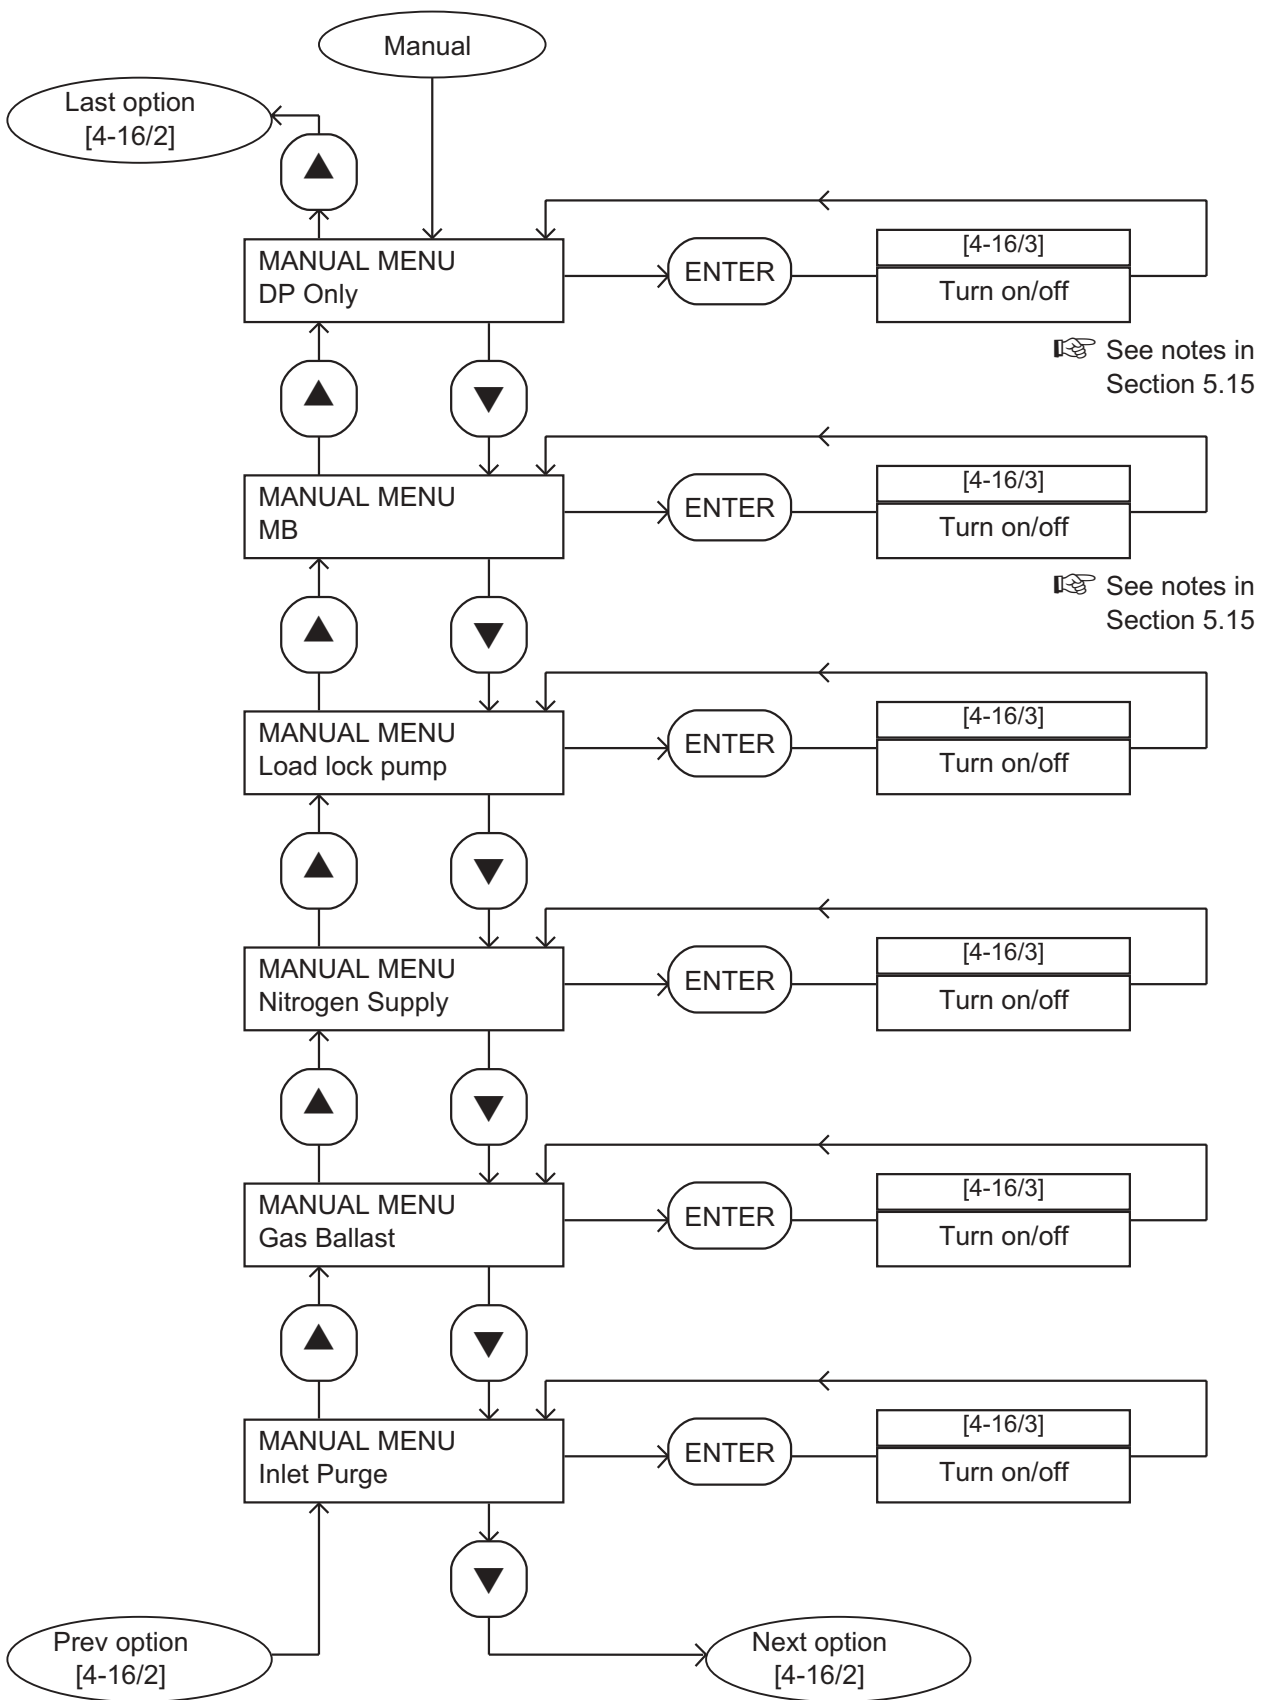 Manual
Last option
[4-16/2]
MANUAL MENU
DP Only
ENTER
[4-16/3]
Turn on/off
See notes in
Section 5.15
MANUAL MENU
MB
ENTER
[4-16/3]
Turn on/off
See notes in
Section 5.15
MANUAL MENU
Load lock pump
ENTER
[4-16/3]
Turn on/off
MANUAL MENU
Nitrogen Supply
ENTER
[4-16/3]
Turn on/off
MANUAL MENU
Gas Ballast
ENTER
[4-16/3]
Turn on/off
MANUAL MENU
Inlet Purge
ENTER
[4-16/3]
Turn on/off
Prev option
[4-16/2]
Next option
[4-16/2]